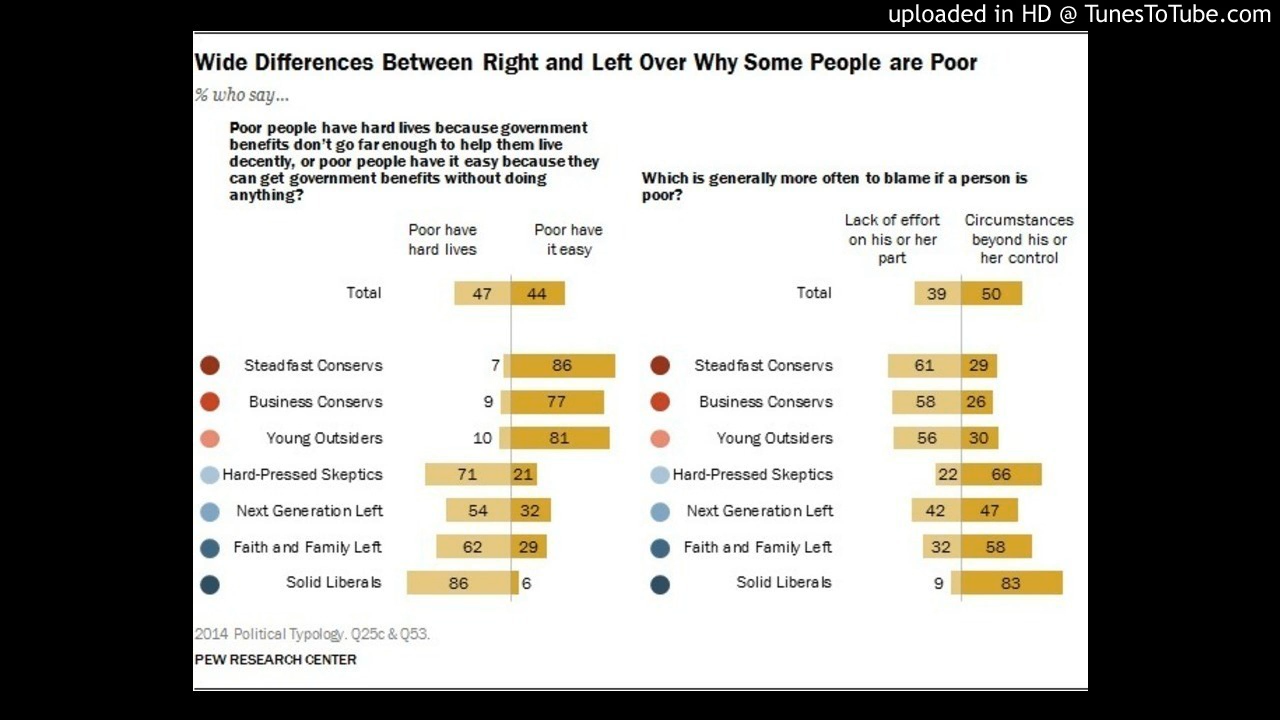 uploaded in HD @ TunesToTube.com
Wide Differences Between Right and Left Over Why Some People are Poor
% who say...
Poor people have hard lives because government
benefits don't go far enough to help them live
decently, or poor people have it easy because they
can get government benefits without doing
anything?
Poor have
hard lives
Poor have
it easy
Total 47 44
Steadfast Conservs 7 86
Business Conservs 9 77
Young Outsiders 10 81
Hard-Pressed Skeptics 71 21
Next Generation Left 54 32
Faith and Family Left 62 29
Solid Liberals 86 6
Which is generally more often to blame if a person is
poor?
Lack of effort
on his or her
part
Circumstances
beyond his or
her control
Total 39 50
Steadfast Conservs 61 29
Business Conservs 58 26
Young Outsiders 56 30
Hard-Pressed Skeptics 22 66
Next Generation Left 42 47
Faith and Family Left 32 58
Solid Liberals 9 83
2014 Political Typology. Q25c & Q53.
PEW RESEARCH CENTER